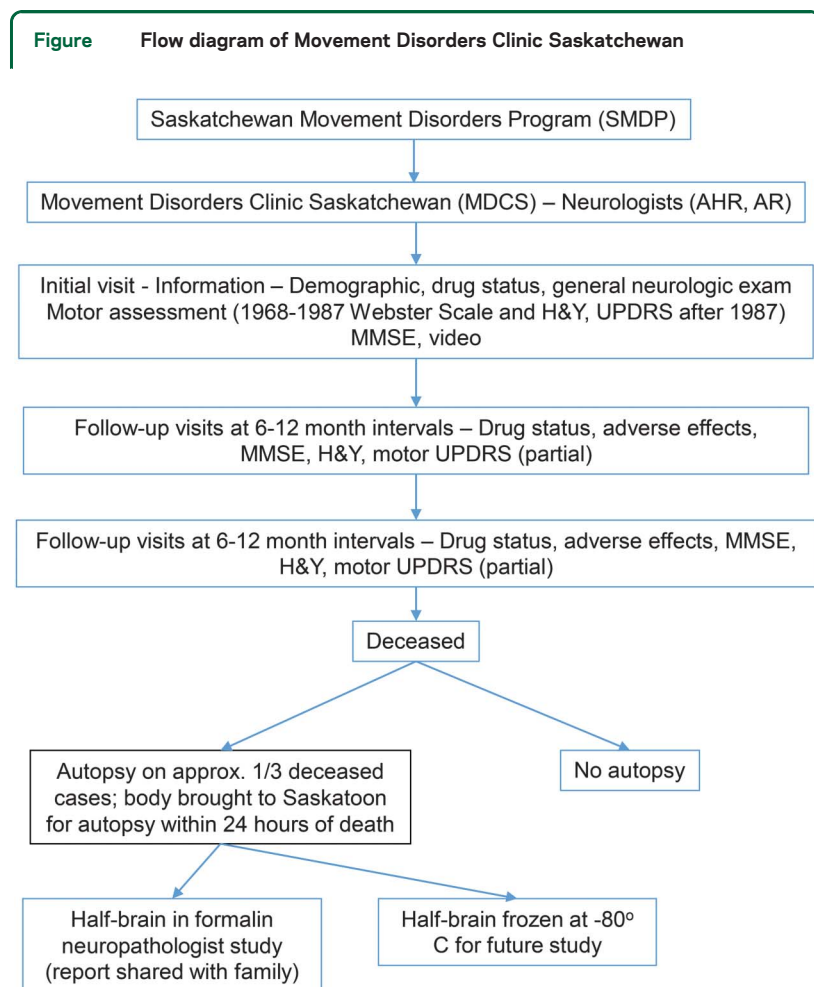 Figure Flow diagram of Movement Disorders Clinic Saskatchewan
Saskatchewan Movement Disorders Program (SMDP)
Movement Disorders Clinic Saskatchewan (MDCS) – Neurologists (AHR, AR)
Initial visit - Information – Demographic, drug status, general neurologic exam
Motor assessment (1968-1987 Webster Scale and H&Y, UPDRS after 1987)
MMSE, video
Follow-up visits at 6-12 month intervals – Drug status, adverse effects,
MMSE, H&Y, motor UPDRS (partial)
Follow-up visits at 6-12 month intervals – Drug status, adverse effects, MMSE,
H&Y, motor UPDRS (partial)
Deceased
Autopsy on approx. 1/3 deceased
cases; body brought to Saskatoon
for autopsy within 24 hours of death
No autopsy
Half-brain in formalin
neuropathologist study
(report shared with family)
Half-brain frozen at -80º
C for future study